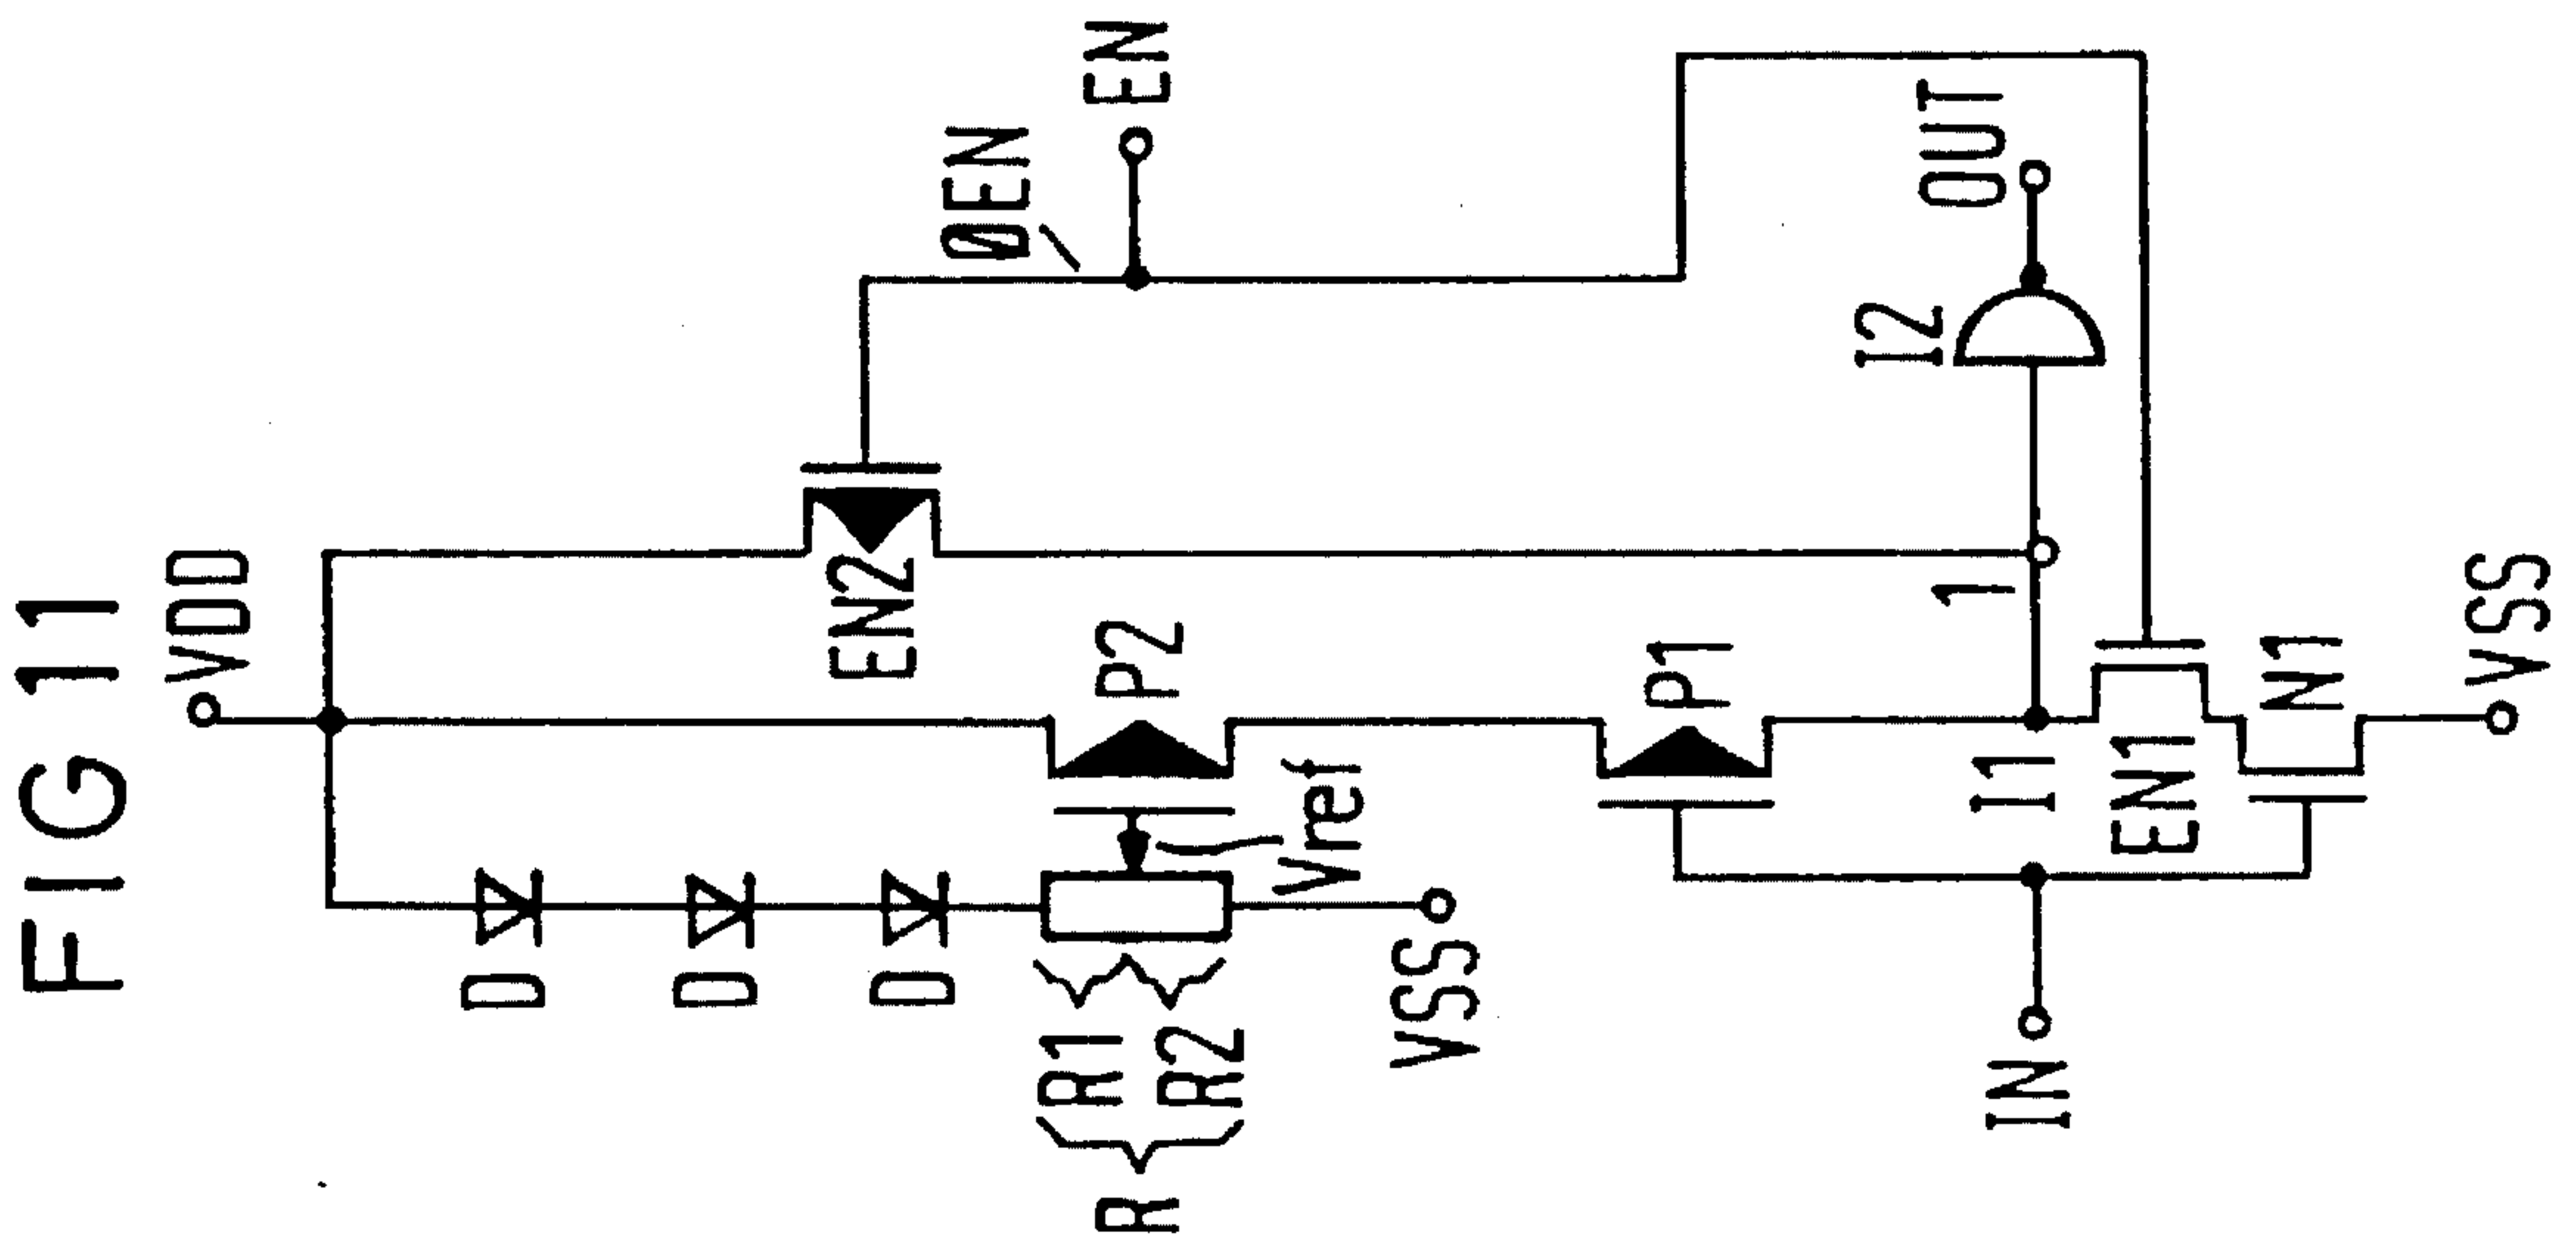 FIG 11
VDD
EN
ØEN
OUT
I2
EN2
1
P2
P1
VSS
N1
I1
EN1
Vref
D
D
D
R1
R2
R
VSS
IN